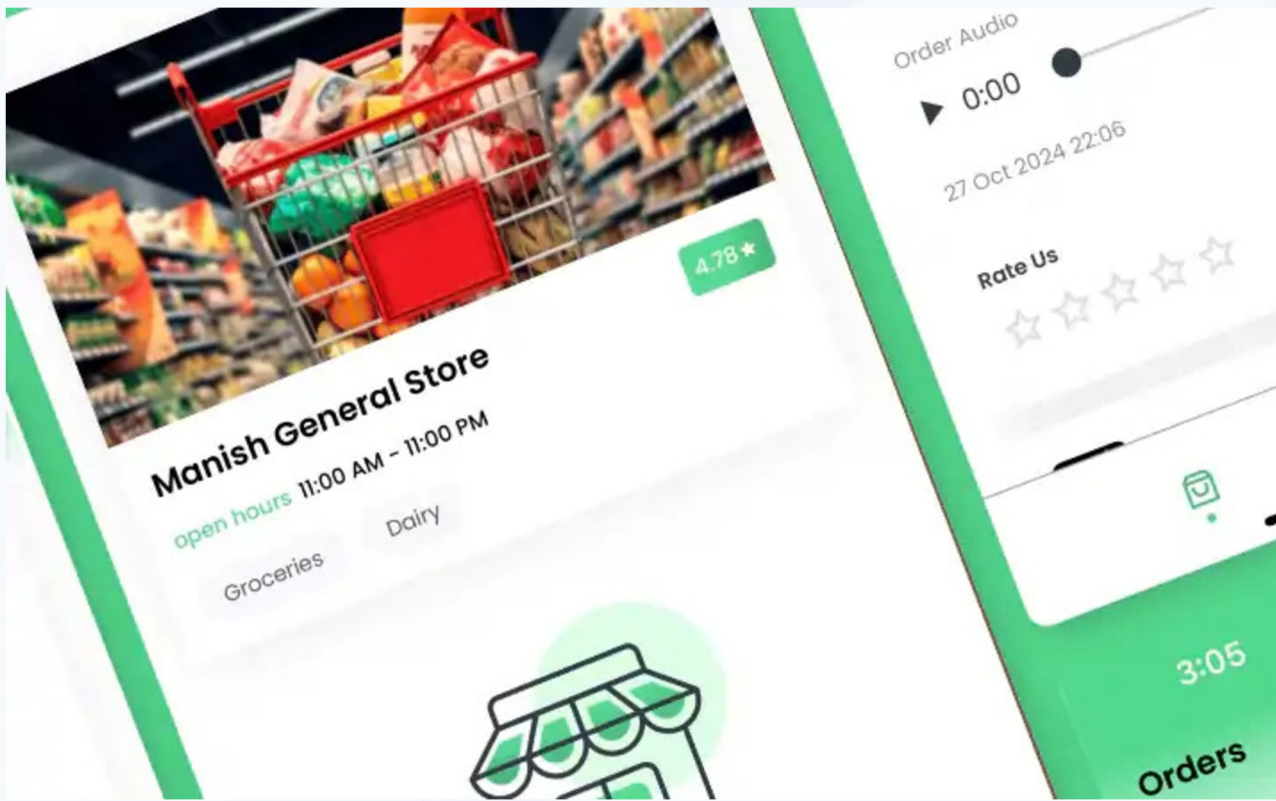 4.78★
Manish General Store
open hours 11:00 AM - 11:00 PM
Groceries
Dairy
Order Audio
0:00
27 Oct 2024 22:06
Rate Us
3:05
Orders